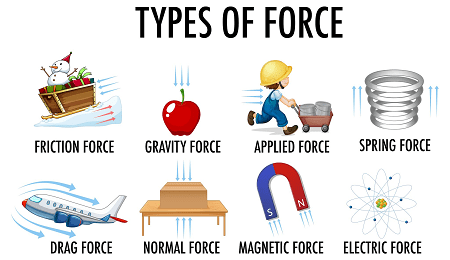 TYPES OF FORCE
FRICTION FORCE
GRAVITY FORCE
APPLIED FORCE
SPRING FORCE
S
N
DRAG FORCE
NORMAL FORCE
MAGNETIC FORCE
ELECTRIC FORCE